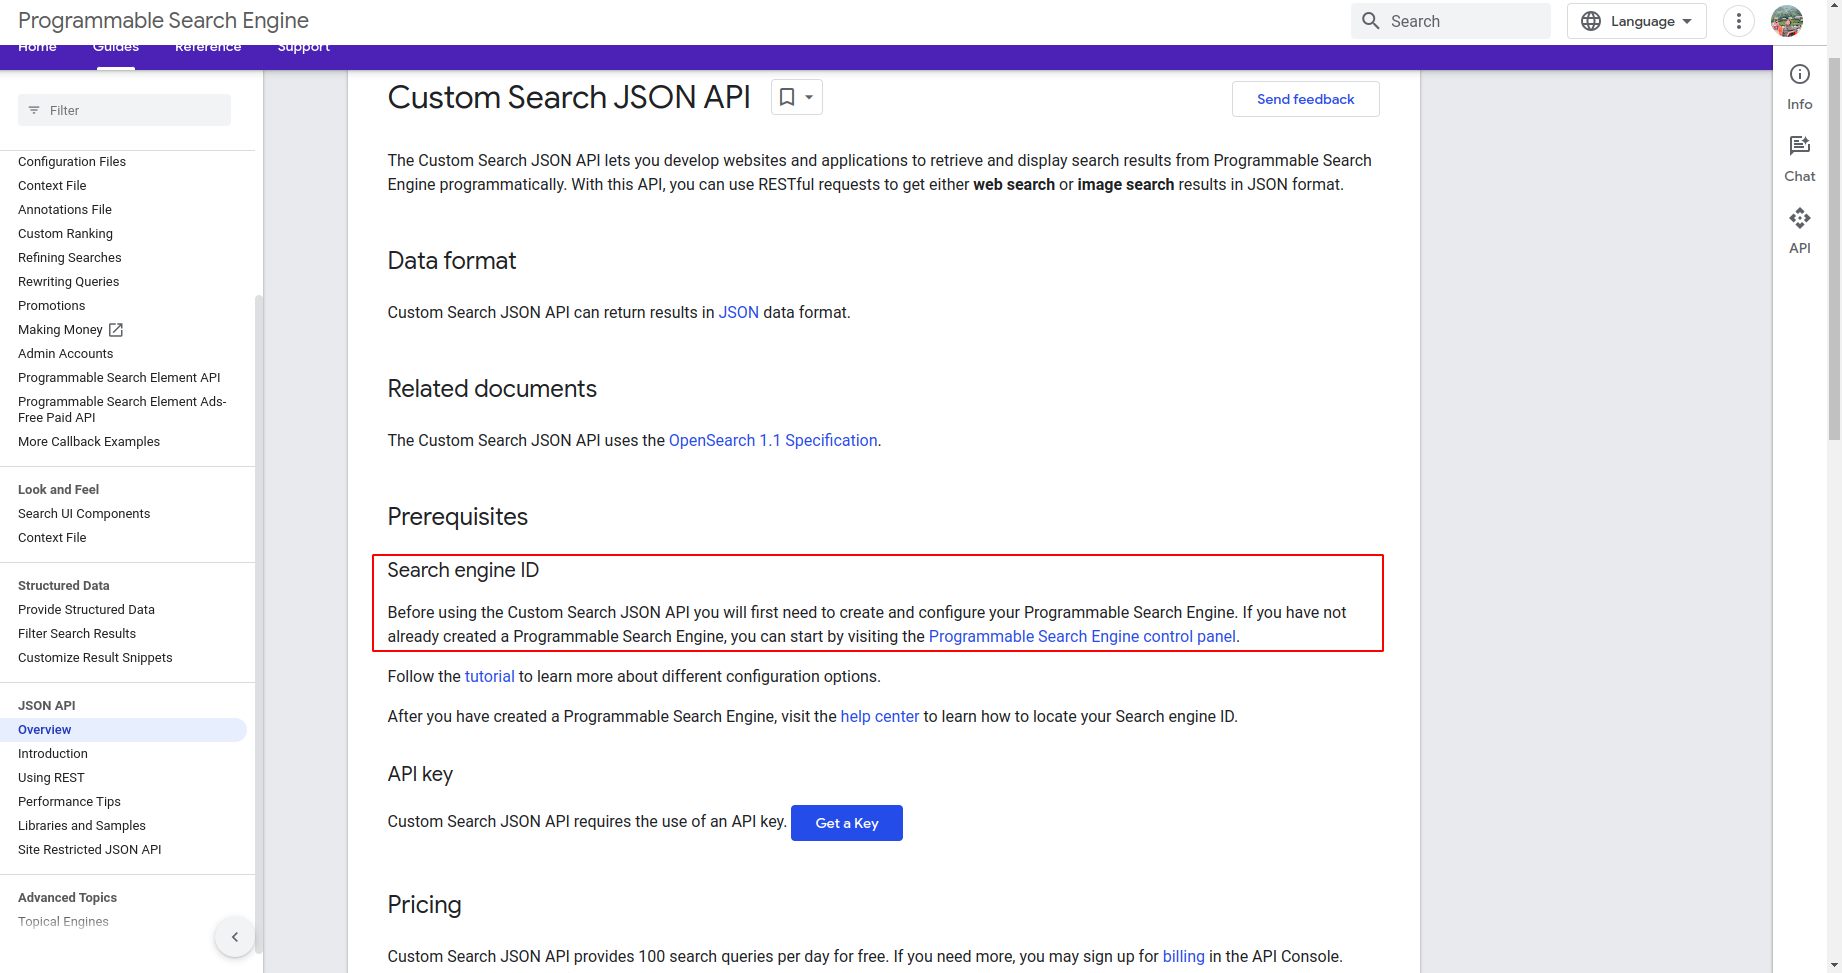 Programmable Search Engine
Search
Language
Home
Guides
Reference
Support
Filter
Configuration Files
Context File
Annotations File
Custom Ranking
Refining Searches
Rewriting Queries
Promotions
Making Money
Admin Accounts
Programmable Search Element API
Programmable Search Element Ads-
Free Paid API
More Callback Examples
Look and Feel
Search UI Components
Context File
Structured Data
Provide Structured Data
Filter Search Results
Customize Result Snippets
JSON API
Overview
Introduction
Using REST
Performance Tips
Libraries and Samples
Site Restricted JSON API
Advanced Topics
Topical Engines
Custom Search JSON API
Send feedback
The Custom Search JSON API lets you develop websites and applications to retrieve and display search results from Programmable Search
Engine programmatically. With this API, you can use RESTful requests to get either web search or image search results in JSON format.
Data format
Custom Search JSON API can return results in JSON data format.
Related documents
The Custom Search JSON API uses the OpenSearch 1.1 Specification.
Prerequisites
Search engine ID
Before using the Custom Search JSON API you will first need to create and configure your Programmable Search Engine. If you have not
already created a Programmable Search Engine, you can start by visiting the Programmable Search Engine control panel.
Follow the tutorial to learn more about different configuration options.
After you have created a Programmable Search Engine, visit the help center to learn how to locate your Search engine ID.
API key
Custom Search JSON API requires the use of an API key. Get a Key
Pricing
Custom Search JSON API provides 100 search queries per day for free. If you need more, you may sign up for billing in the API Console.
Info
Chat
API